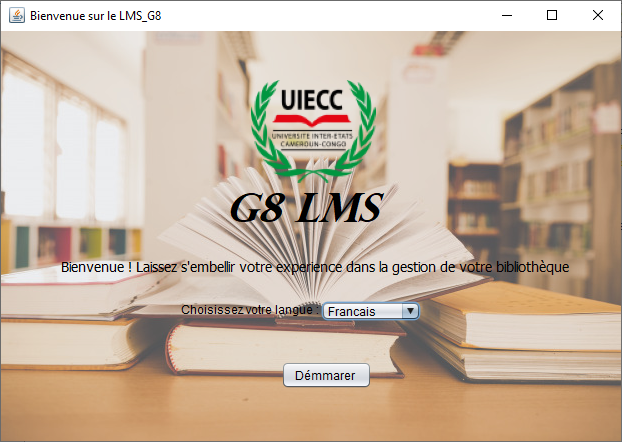 Bienvenue sur le LMS_G8
UIECC
UNIVERSITE INTER-ETATS
CAMEROUN-CONGO
G8 LMS
Bienvenue ! Laissez s'embellir votre experience dans la gestion de votre bibliothèque
Choisissez votre langue : Francais
Démmarer